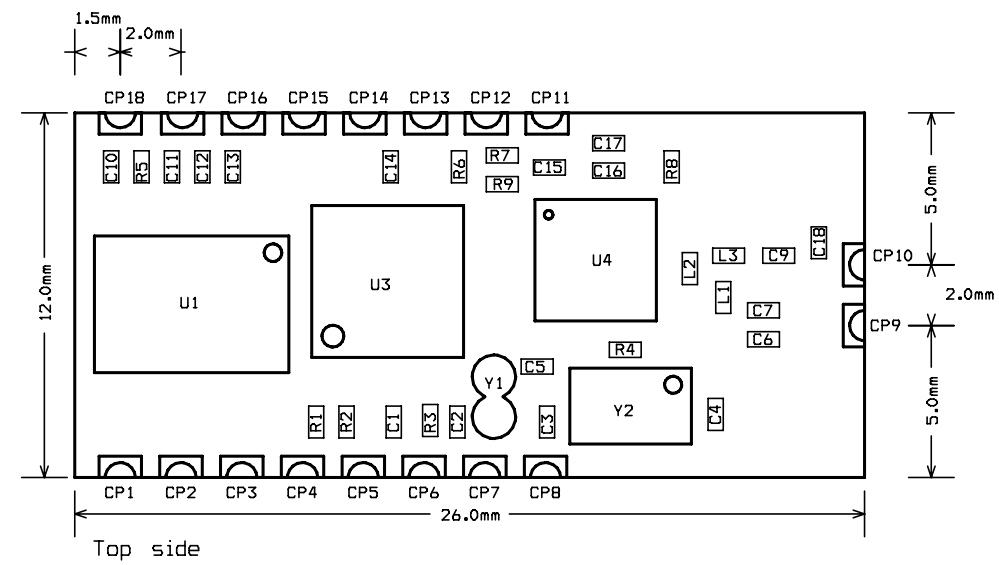 1.5mm
2.0mm
CP18 CP17 CP16 CP15 CP14 CP13 CP12 CP11
C10 R5 C11 C12 C13 C14 R6 R7 R9 C15 C17 C16 R8
5.0mm
C18
CP10
U1 U3 U4 L2 L3 C9
12.0mm
L1 C7 C6
2.0mm
CP9
R4
C5
Y1
Y2
R1 R2 C1 R3 C2 C3 C4
5.0mm
CP1 CP2 CP3 CP4 CP5 CP6 CP7 CP8
26.0mm
Top side